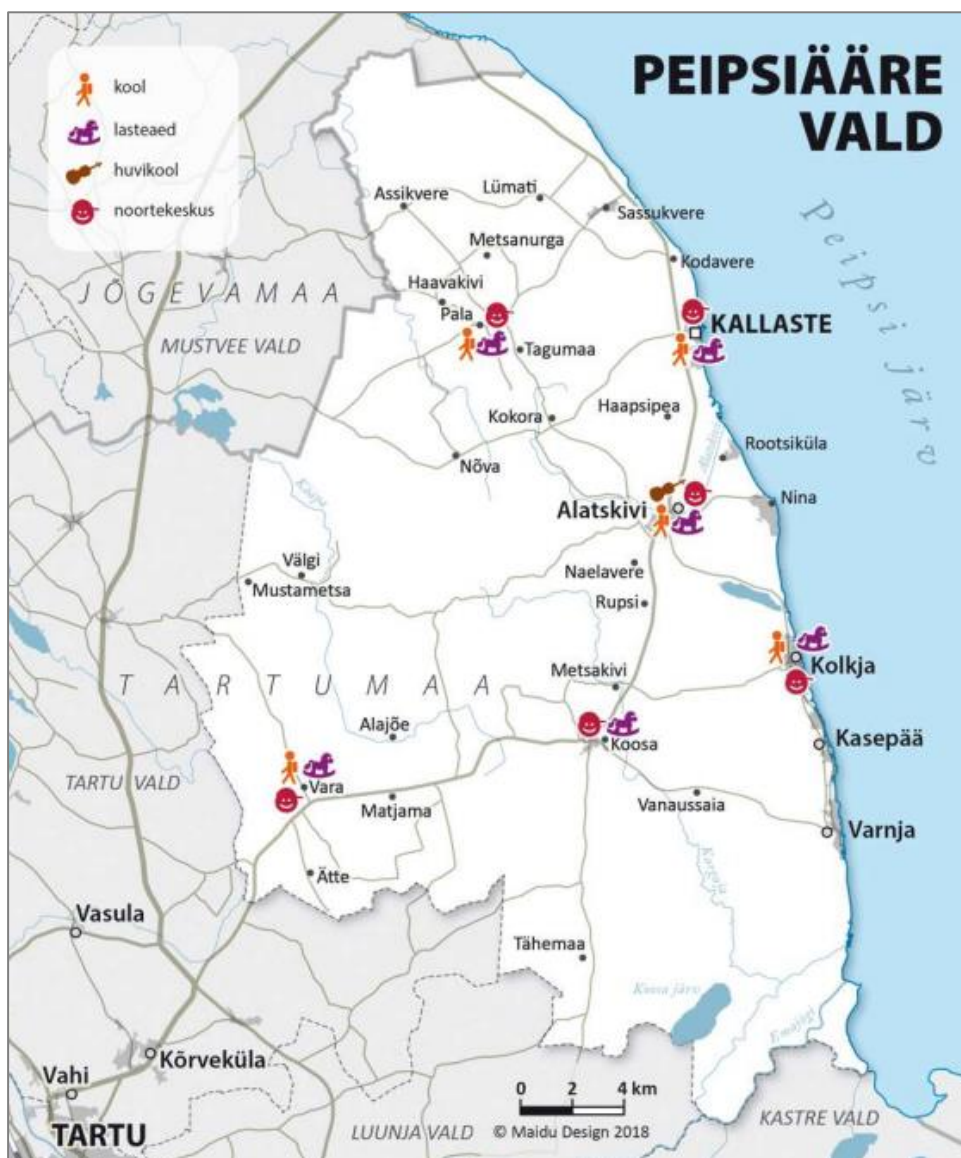 PEIPSIÄÄRE
VALD
kool
lasteaed
huvikool
noortekeskus
Peipsi järv
Assikvere
Lümati
Sassukvere
Metsanurga
Kodavere
JÕGEVAMAA
Haavakivi
MUSTVEE VALD
Pala
KALLASTE
Tagumaa
Kokora
Haapsipea
Rootsiküla
Nõva
Kääpa
Alatskivi
Nina
Välgi
Naelavere
Mustametsa
Rupsi
Metsakivi
Kolkja
TARTUMAA
Alajõe
Koosa
Kasepää
TARTU VALD
Vara
Matjama
Vanaussaia
Varnja
Ätte
Kargaja
Vasula
Tähemaa
Koosa järv
Emajõgi
Kõrveküla
Vahi
0 2 4 km
TARTU
LUUNJA VALD
© Maidu Design 2018
KASTRE VALD